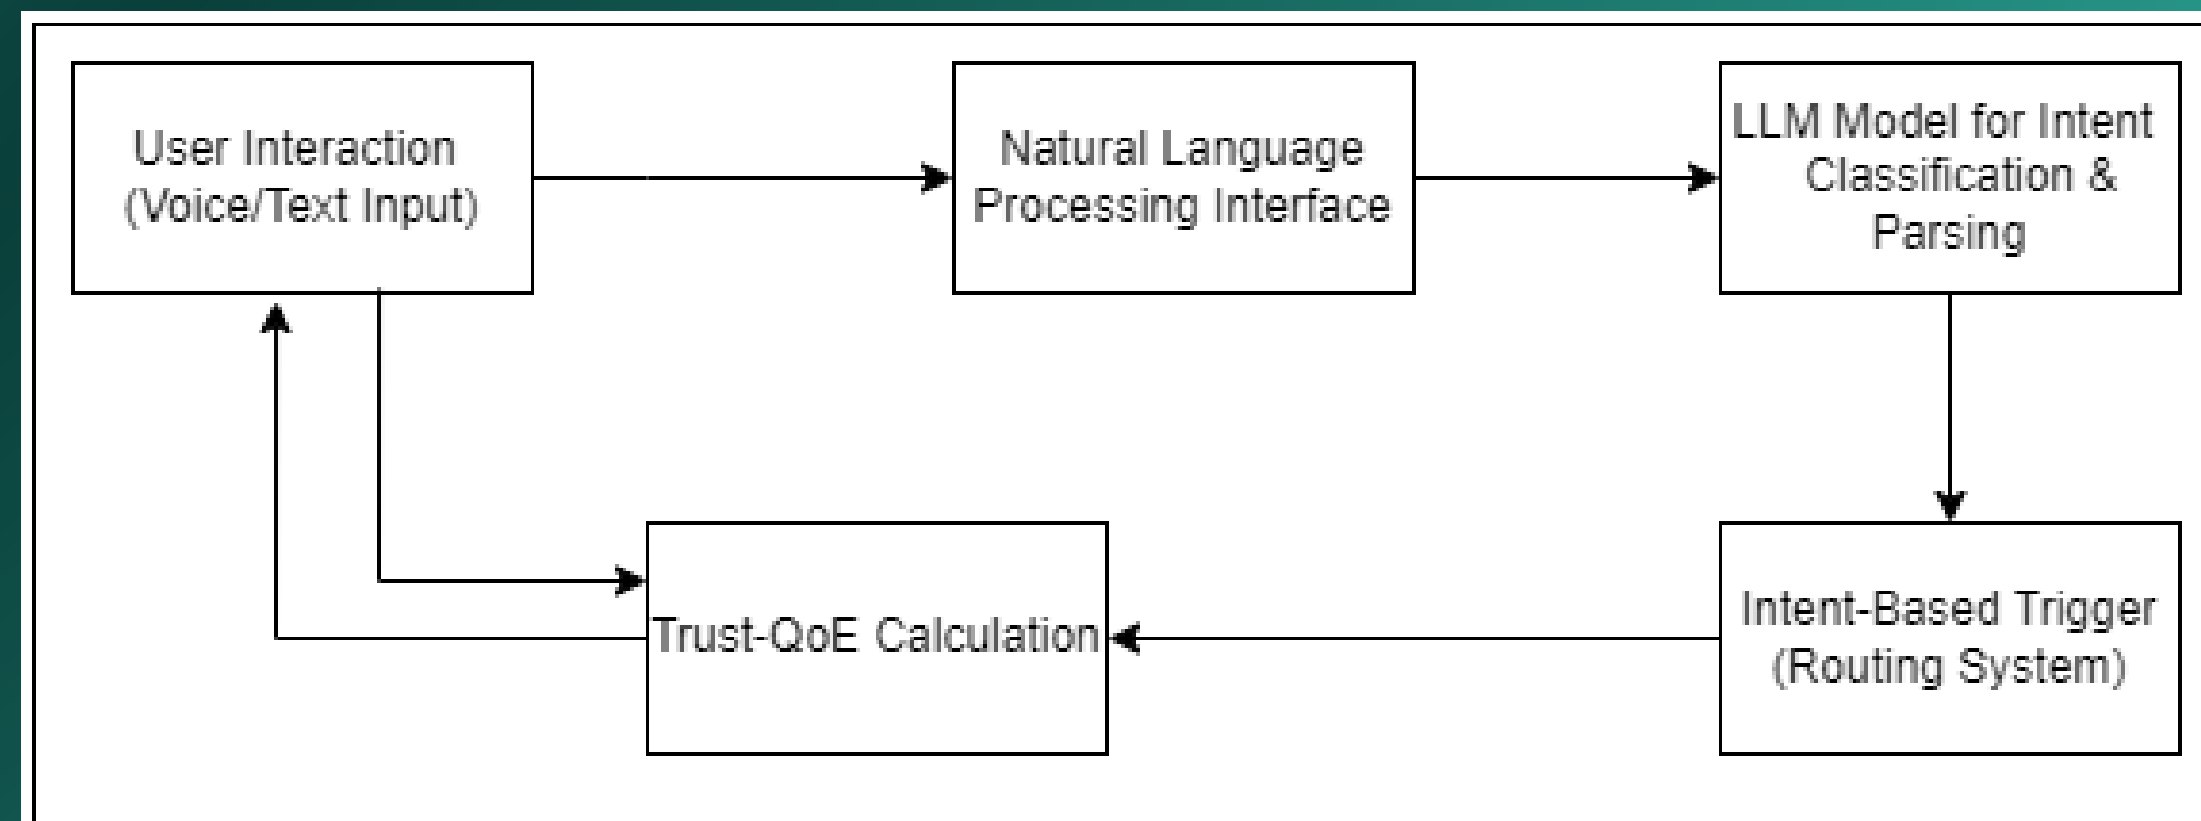 User Interaction
(Voice/Text Input)
Natural Language
Processing Interface
LLM Model for Intent
Classification &
Parsing
Trust-QoE Calculation
Intent-Based Trigger
(Routing System)